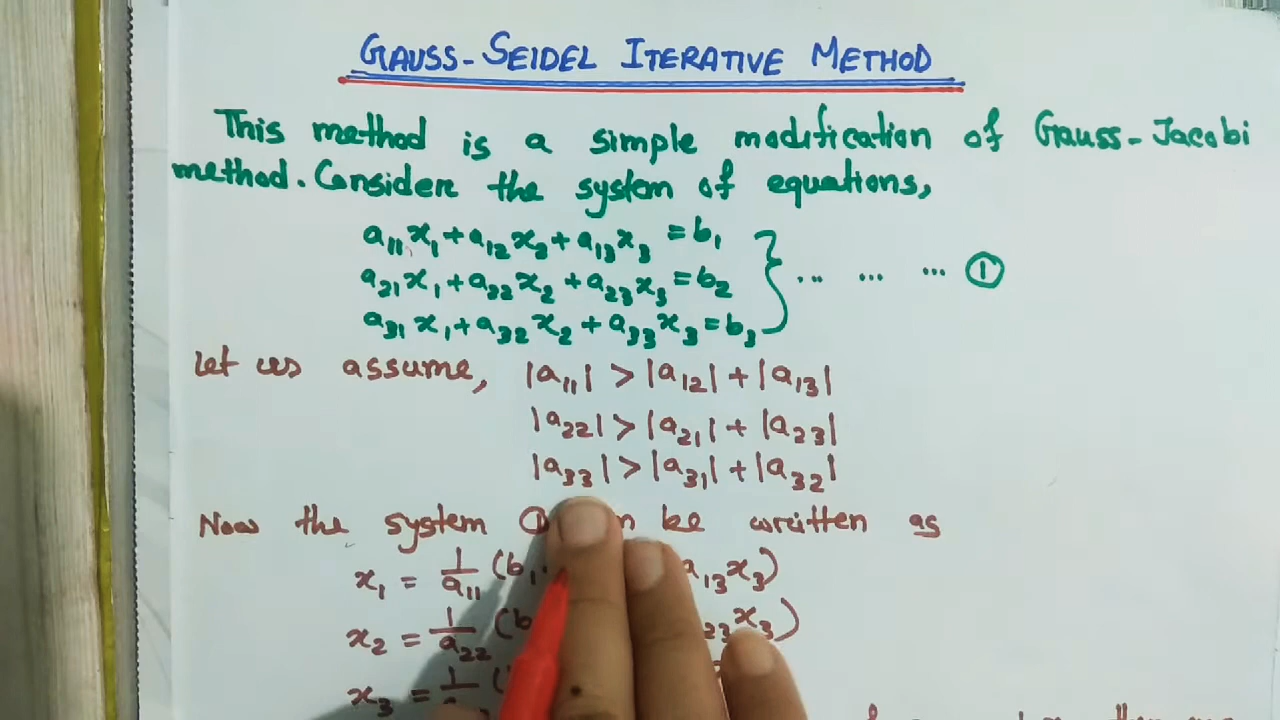 GAUSS-SEIDEL ITERATIVE METHOD
This method is a simple modification of Gauss-Jacobi
method. Consider the system of equations,
a₁₁x₁+a₁₂x₂+a₁₃x₃ = b₁
a₂₁x₁+a₂₂x₂+a₂₃x₃ = b₂ } ... ... ... ①
a₃₁x₁+a₃₂x₂+a₃₃x₃ = b₃
Let us assume, |a₁₁| > |a₁₂| + |a₁₃|
|a₂₂| > |a₂₁| + |a₂₃|
|a₃₃| > |a₃₁| + |a₃₂|
Now the system ① be written as
x₁ = 1/a₁₁ (b₁ a₁₃x₃)
x₂ = 1/a₂₂ (b ₂₃x₃)
x₃ = 1/